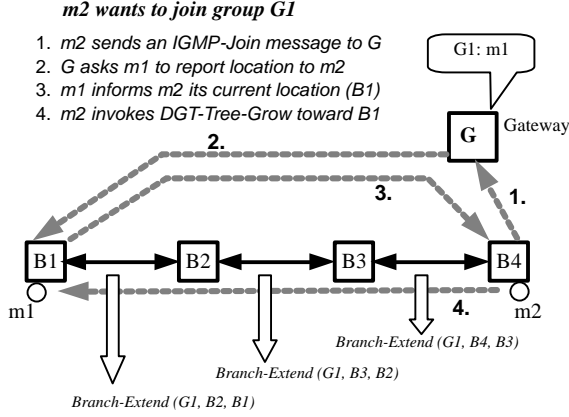 m2 wants to join group G1
1. m2 sends an IGMP-Join message to G
2. G asks m1 to report location to m2
3. m1 informs m2 its current location (B1)
4. m2 invokes DGT-Tree-Grow toward B1
G1: m1
G
Gateway
2.
3.
1.
B1
B2
B3
B4
m1
4.
m2
Branch-Extend (G1, B4, B3)
Branch-Extend (G1, B3, B2)
Branch-Extend (G1, B2, B1)